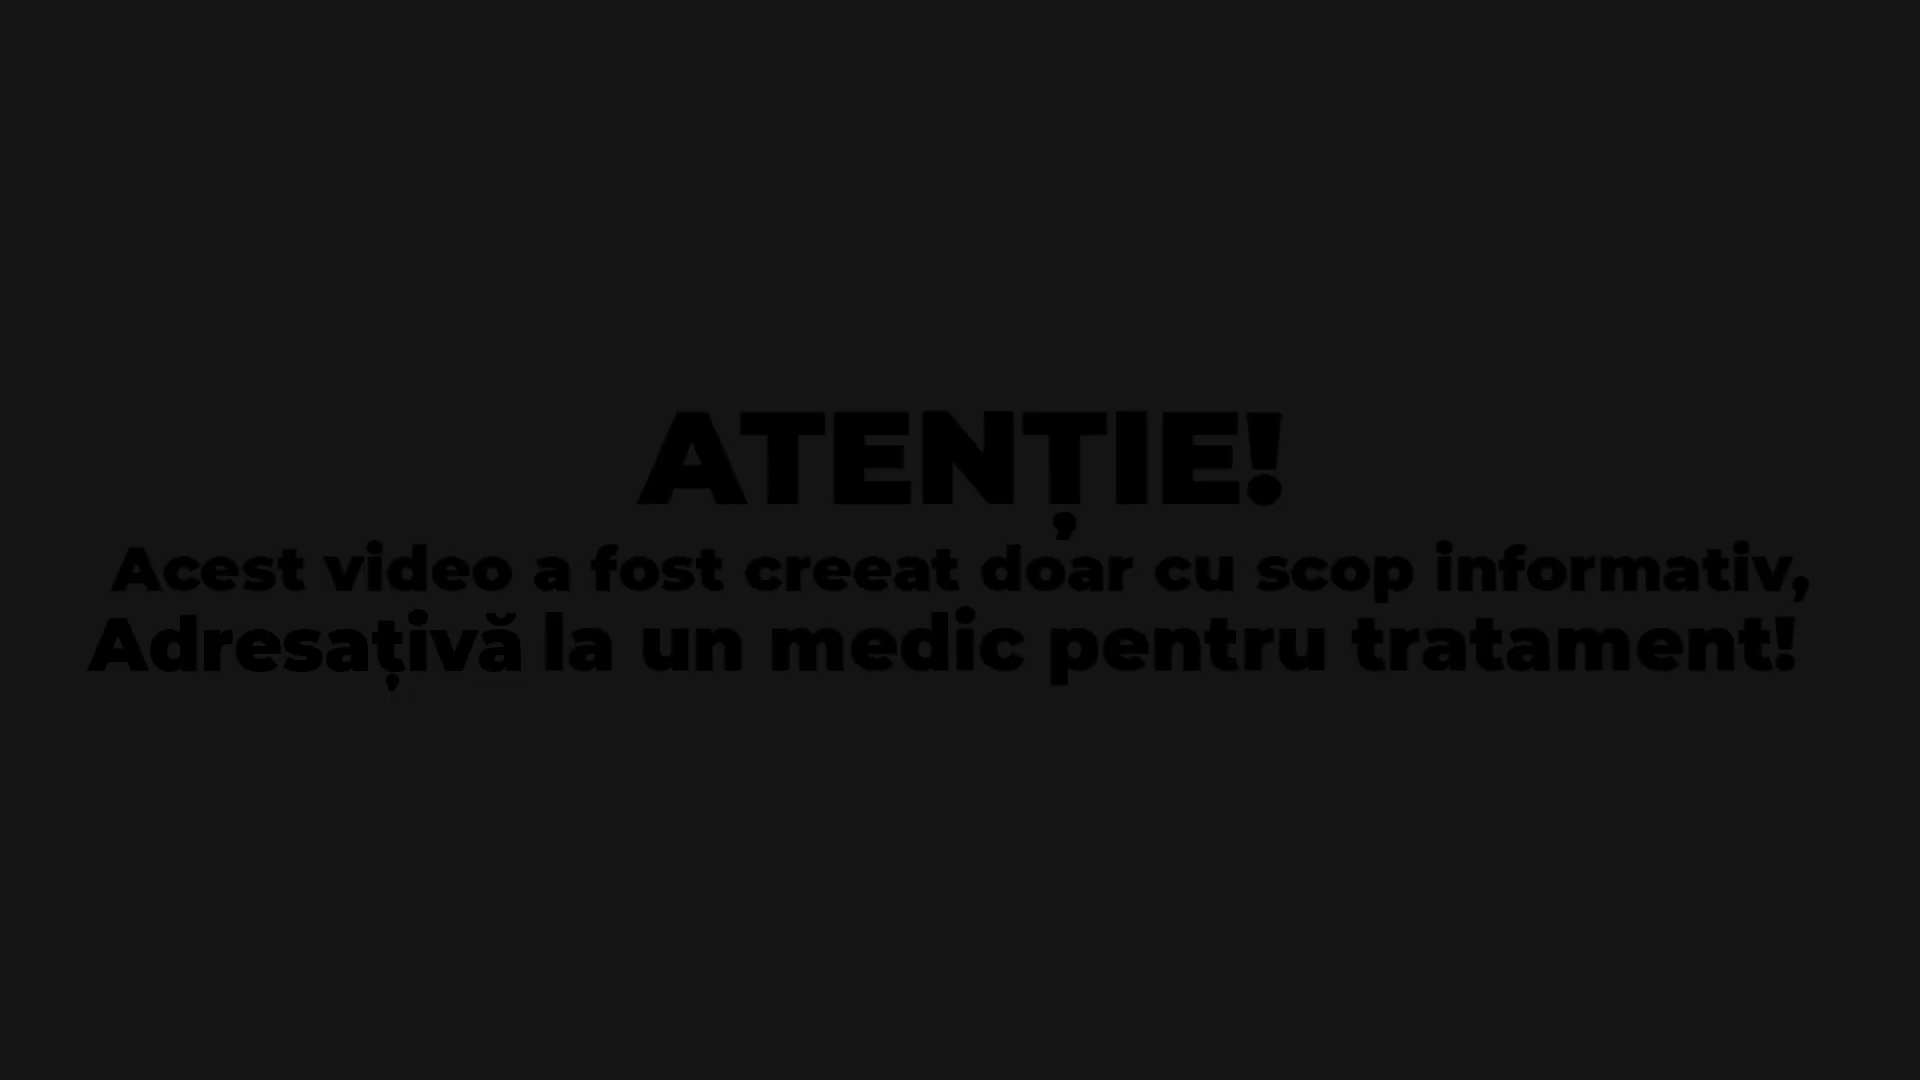 ATENȚIE!
Acest video a fost creeat doar cu scop informativ,
Adresațivă la un medic pentru tratament!